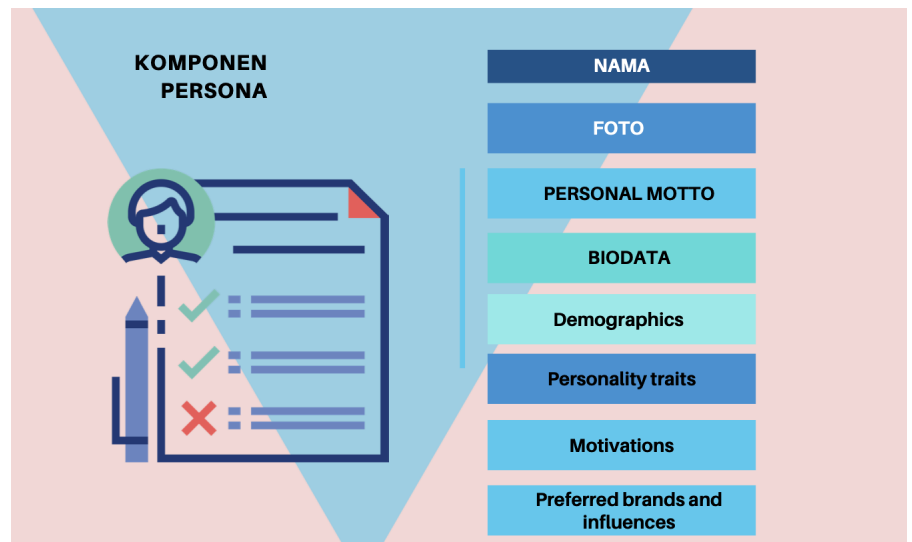 KOMPONEN
PERSONA
NAMA
FOTO
PERSONAL MOTTO
BIODATA
Demographics
Personality traits
Motivations
Preferred brands and
influences